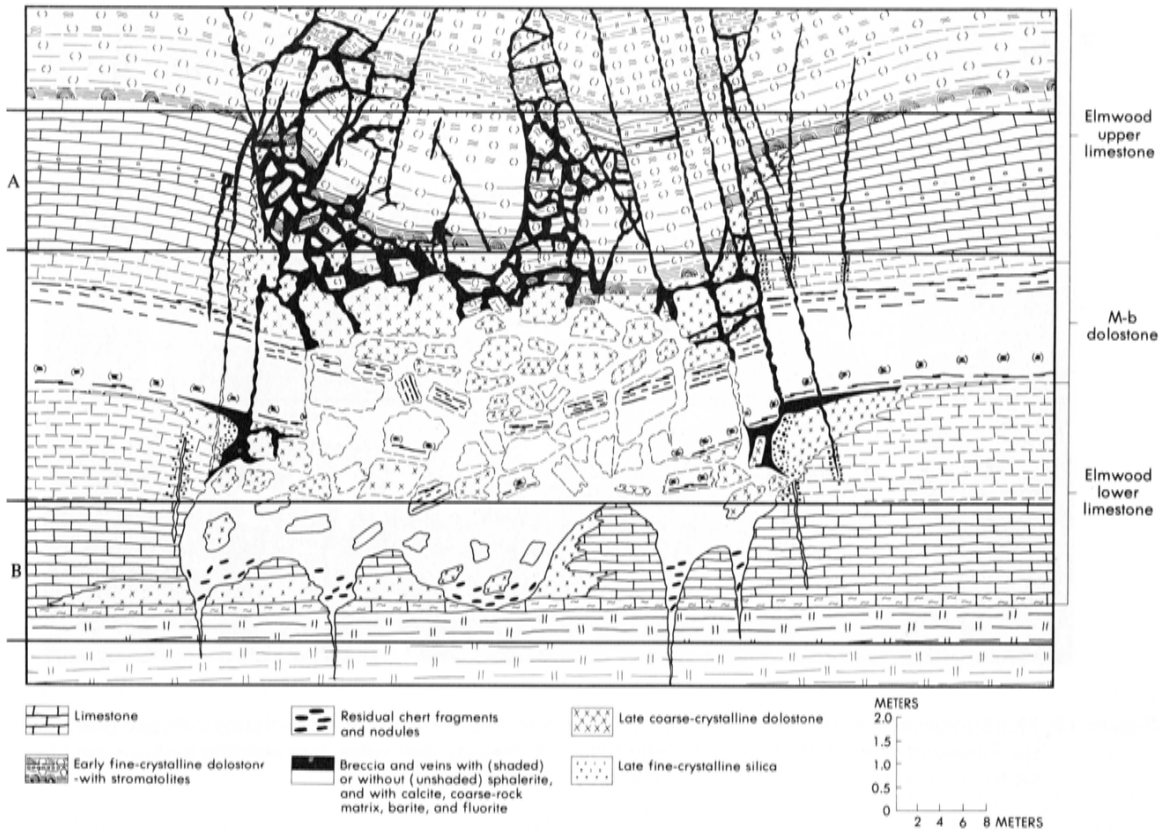 Elmwood
upper
limestone
A
M-b
dolostone
Elmwood
lower
limestone
B
Limestone
Early fine-crystalline dolostone
-with stromatolites
Residual chert fragments
and nodules
Breccia and veins with (shaded)
or without (unshaded) sphalerite,
and with calcite, coarse-rock
matrix, barite, and fluorite
Late coarse-crystalline dolostone
Late fine-crystalline silica
METERS
2.0
1.5
1.0
0.5
0
2 4 6 8 METERS